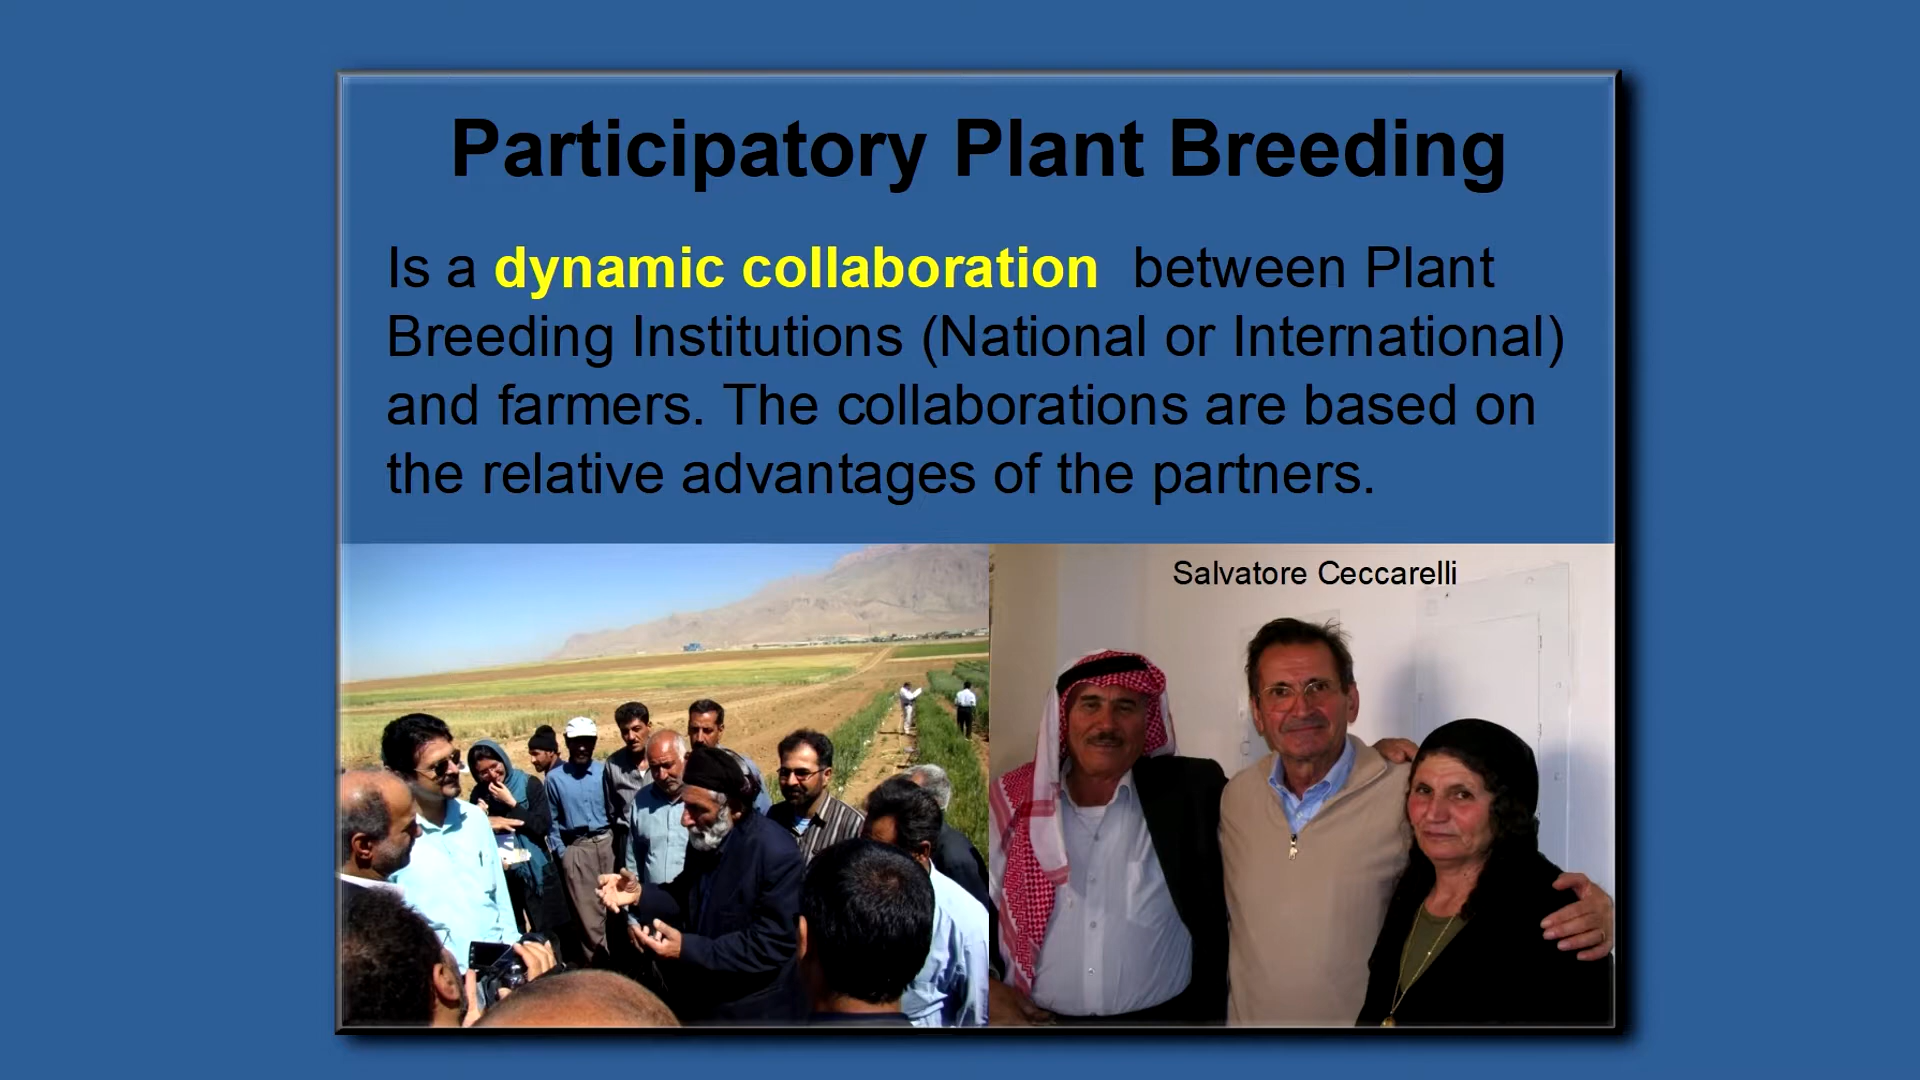 Participatory Plant Breeding
Is a dynamic collaboration between Plant
Breeding Institutions (National or International)
and farmers. The collaborations are based on
the relative advantages of the partners.
Salvatore Ceccarelli